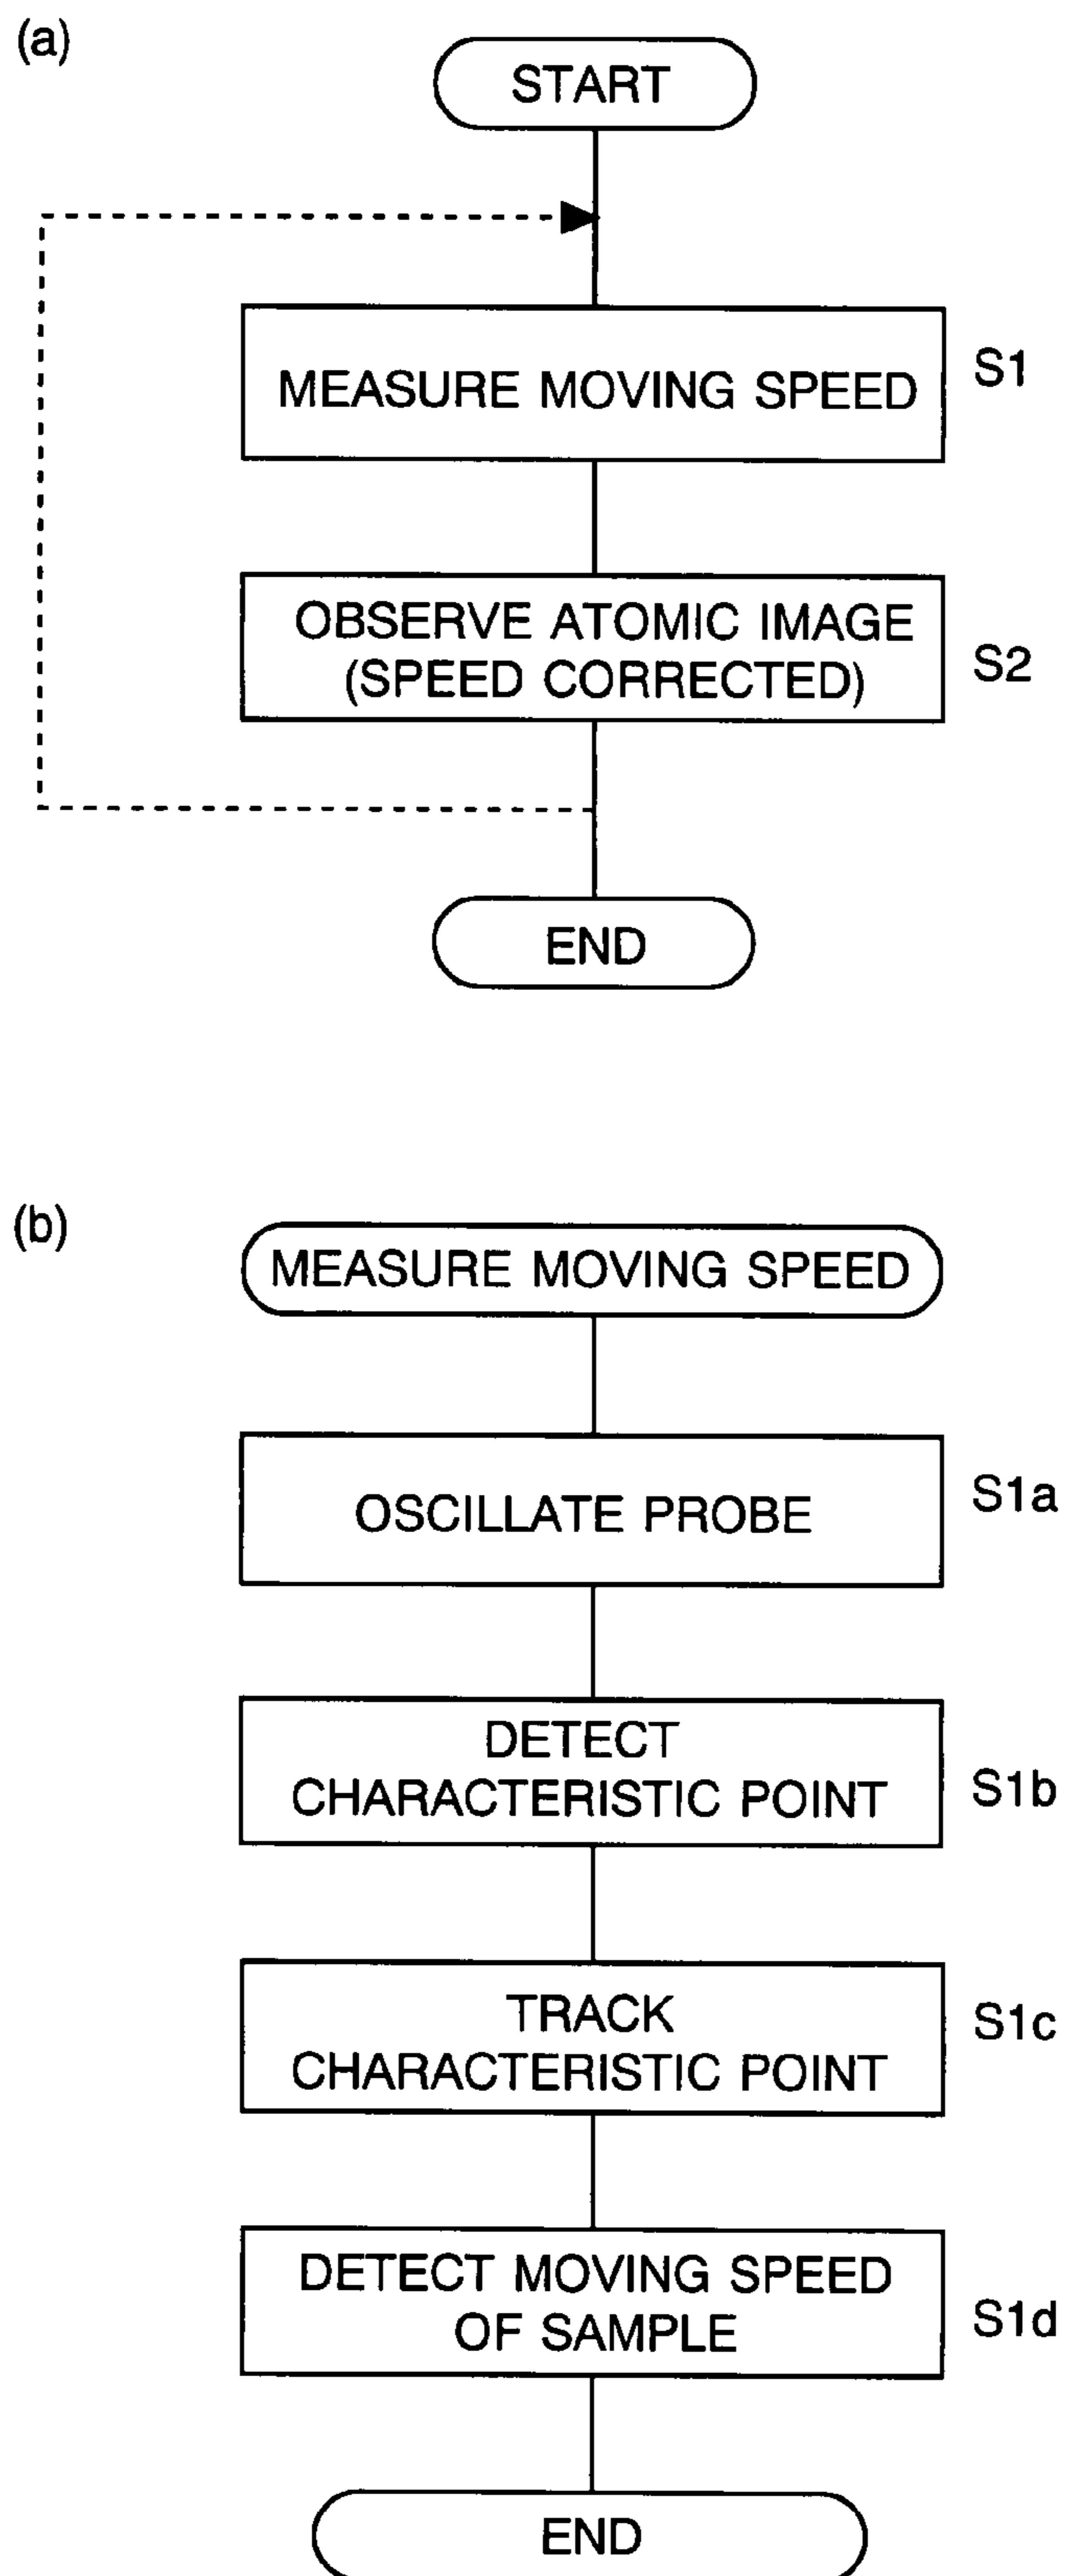 (a)
START
MEASURE MOVING SPEED
S1
OBSERVE ATOMIC IMAGE
(SPEED CORRECTED)
S2
END
(b)
MEASURE MOVING SPEED
OSCILLATE PROBE
S1a
DETECT
CHARACTERISTIC POINT
S1b
TRACK
CHARACTERISTIC POINT
S1c
DETECT MOVING SPEED
OF SAMPLE
S1d
END